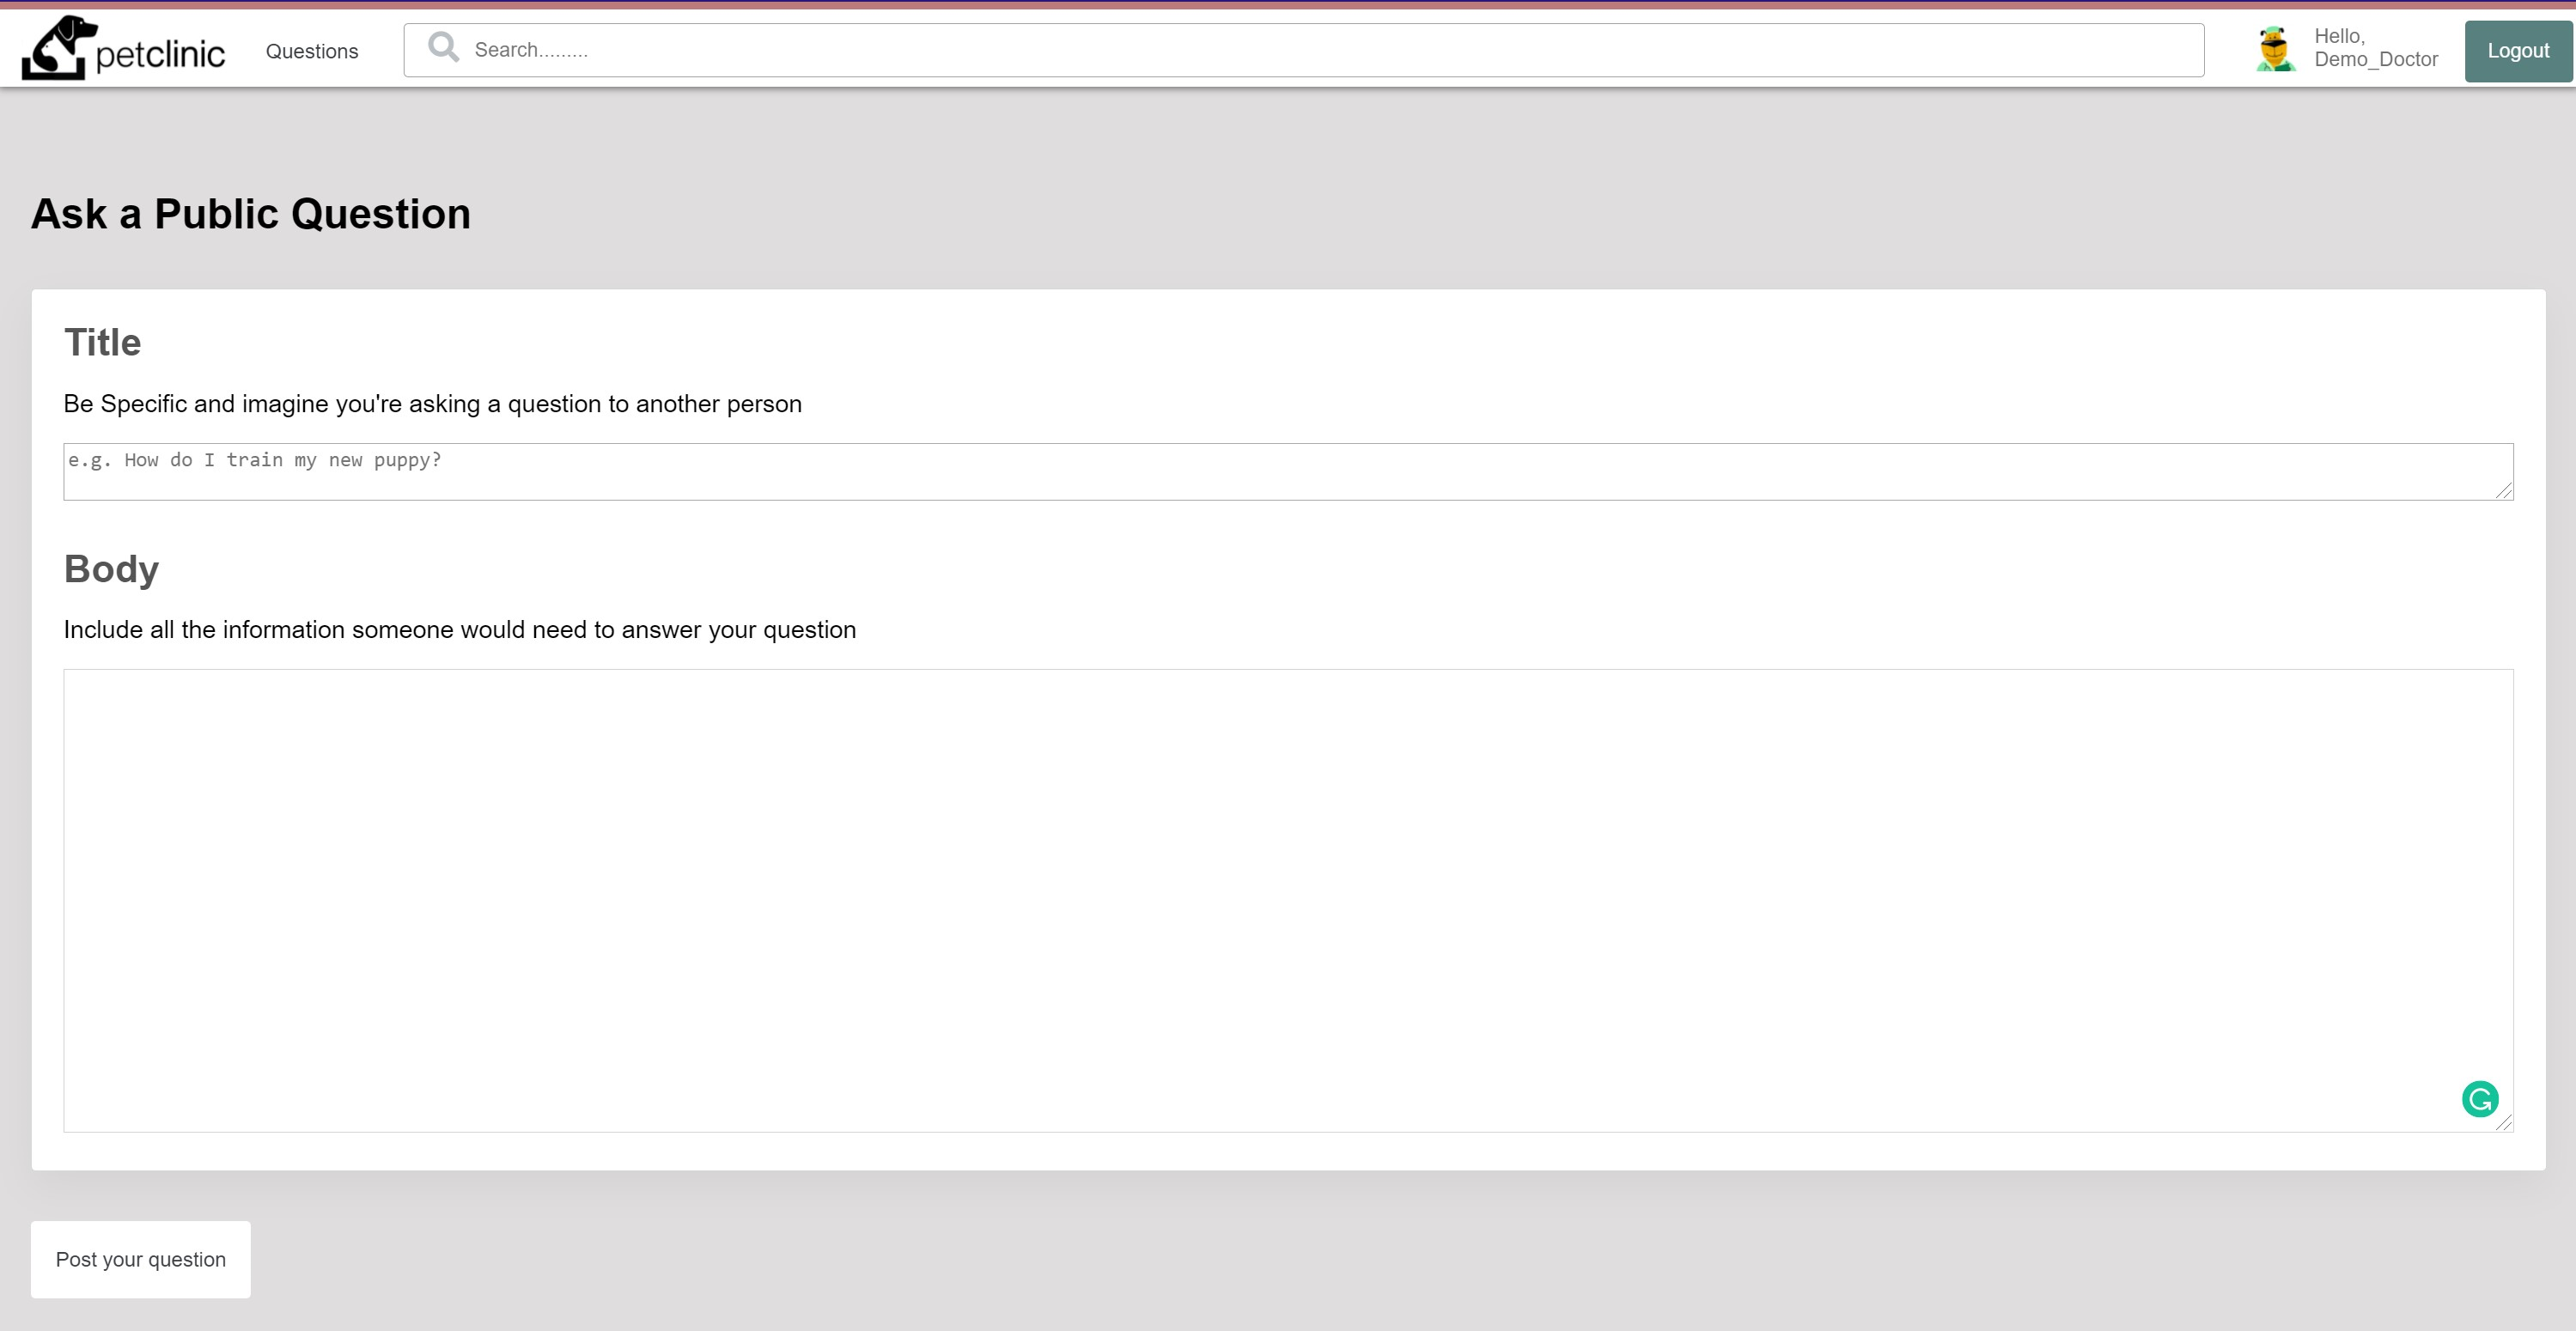 petclinic
Questions
Search.........
Hello,
Demo_Doctor
Logout
Ask a Public Question
Title
Be Specific and imagine you're asking a question to another person
e.g. How do I train my new puppy?
Body
Include all the information someone would need to answer your question
Post your question